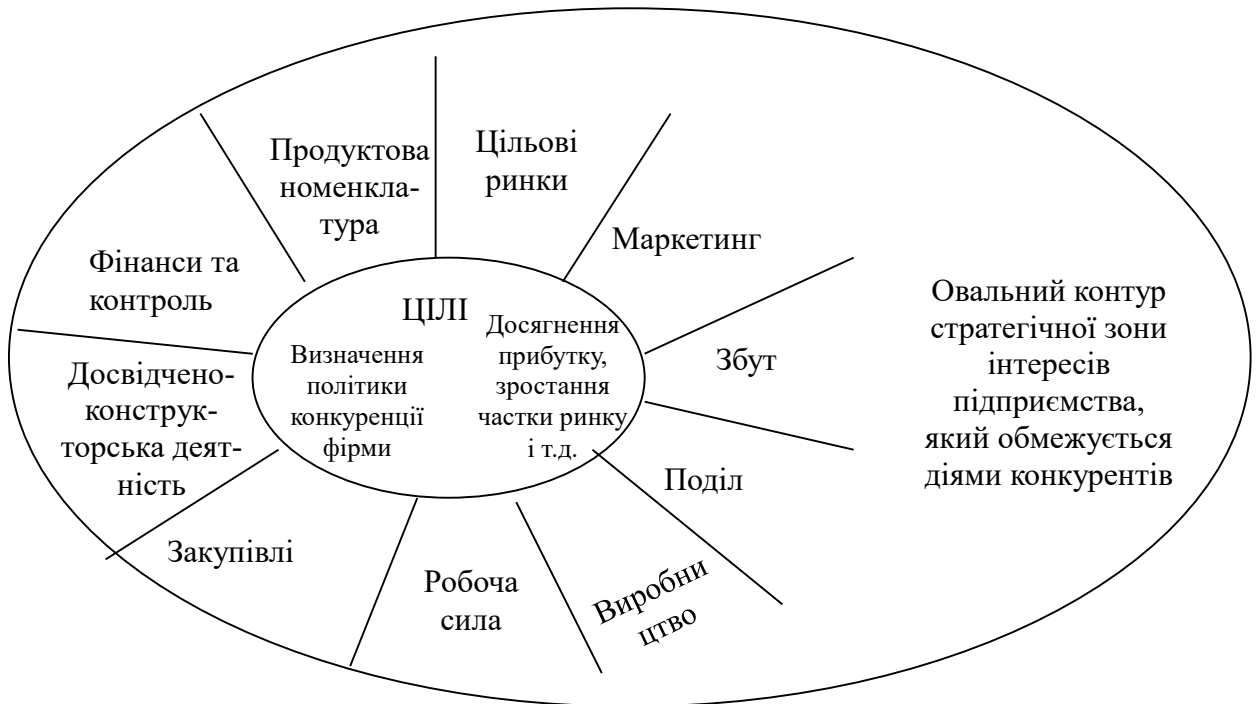 Продуктова
номенкла-
тура
Цільові
ринки
Маркетинг
Фінанси та
контроль
ЦІЛІ
Визначення
політики
конкуренції
фірми
Досягнення
прибутку,
зростання
частки ринку
і т.д.
Збут
Овальний контур
стратегічної зони
інтересів
підприємства,
який обмежується
діями конкурентів
Досвідчено-
конструк-
торська деят-
ність
Поділ
Закупівлі
Робоча
сила
Виробни
цтво